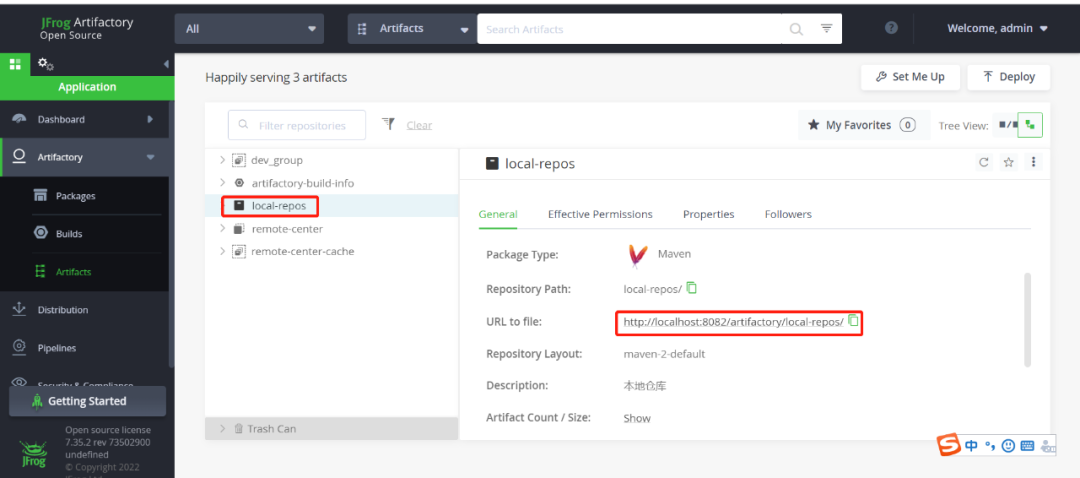 JFrog Artifactory
Open Source
All
Artifacts
Search Artifacts
Welcome, admin
Application
Dashboard
Artifactory
Packages
Builds
Artifacts
Distribution
Pipelines
Security & Compliance
Getting Started
JFrog
Open source license
7.35.2 rev 73502900
undefined
© Copyright 2022
Happily serving 3 artifacts
Set Me Up
Deploy
Filter repositories
Clear
My Favorites 0
Tree View:
dev_group
artifactory-build-info
local-repos
remote-center
remote-center-cache
Trash Can
local-repos
General
Effective Permissions
Properties
Followers
Package Type: Maven
Repository Path: local-repos/
URL to file: http://localhost:8082/artifactory/local-repos/
Repository Layout: maven-2-default
Description: 本地仓库
Artifact Count / Size: Show
中